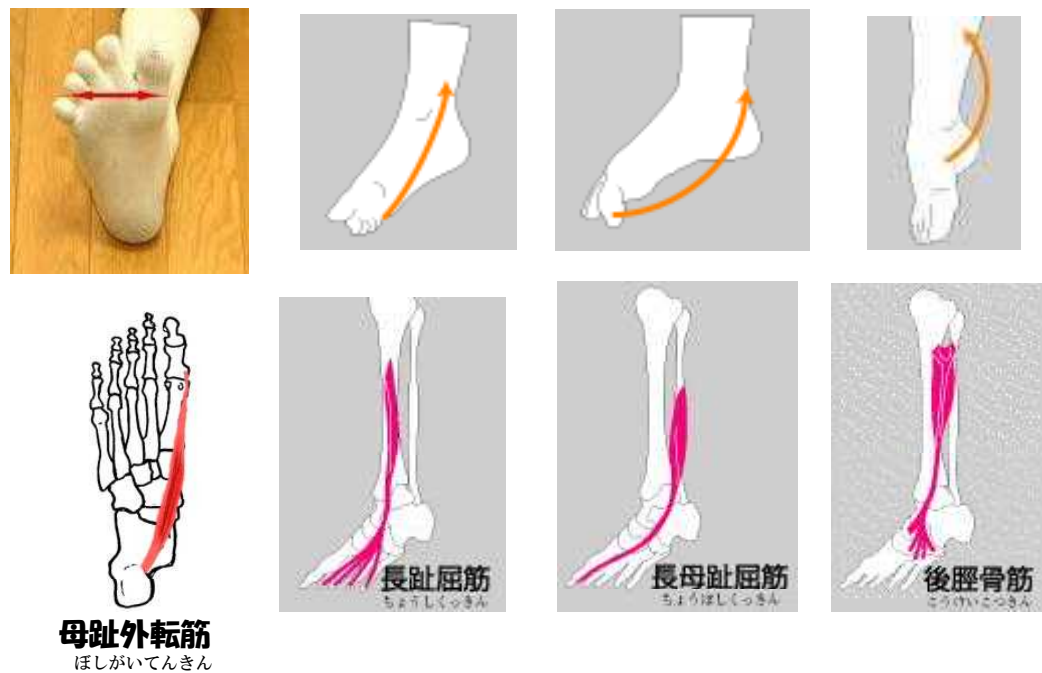 長趾屈筋
ちょうしくっきん
長母趾屈筋
ちょうぼしくっきん
後脛骨筋
こうけいこつきん
母趾外転筋
ぼしがいてんきん